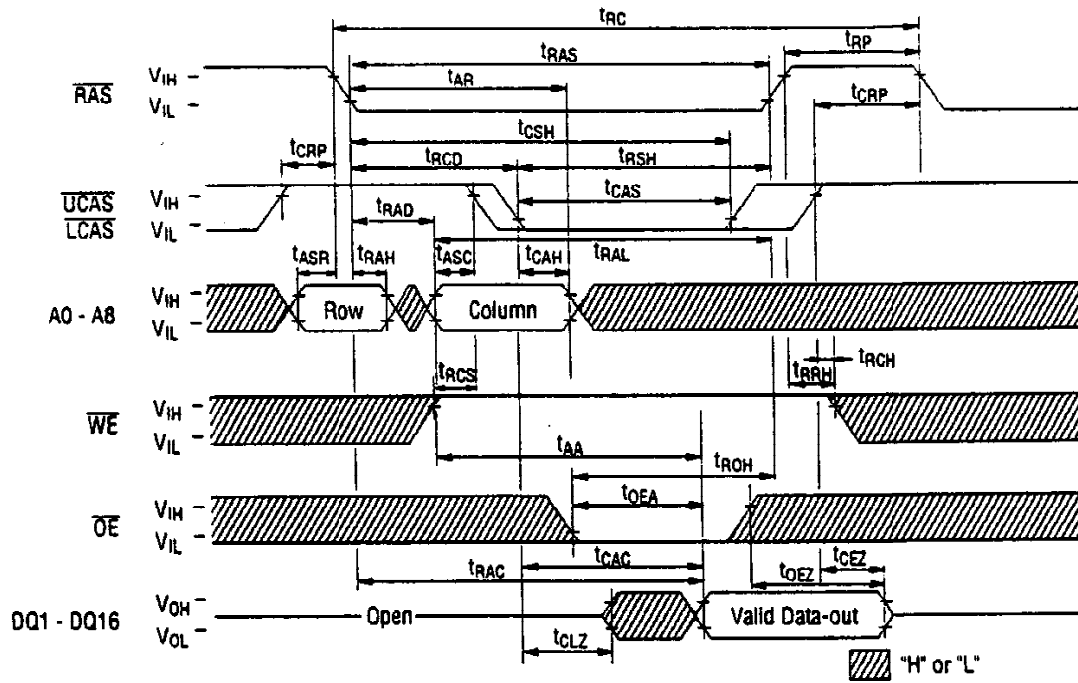 tRC
tRAS
tRP
RAS
VIH
VIL
tAR
tCRP
tCSH
tCRP
tRCD
tRSH
UCAS
LCAS
VIH
VIL
tCAS
tRAD
tRAL
tASR
tRAH
tASC
tCAH
A0 - A8
VIH
VIL
Row
Column
tRCS
tRRH
tRCH
WE
VIH
VIL
tAA
tROH
OE
VIH
VIL
tOEA
tCAC
tRAC
tCEZ
tOEZ
DQ1 - DQ16
VOH
VOL
Open
Valid Data-out
tCLZ
"H" or "L"